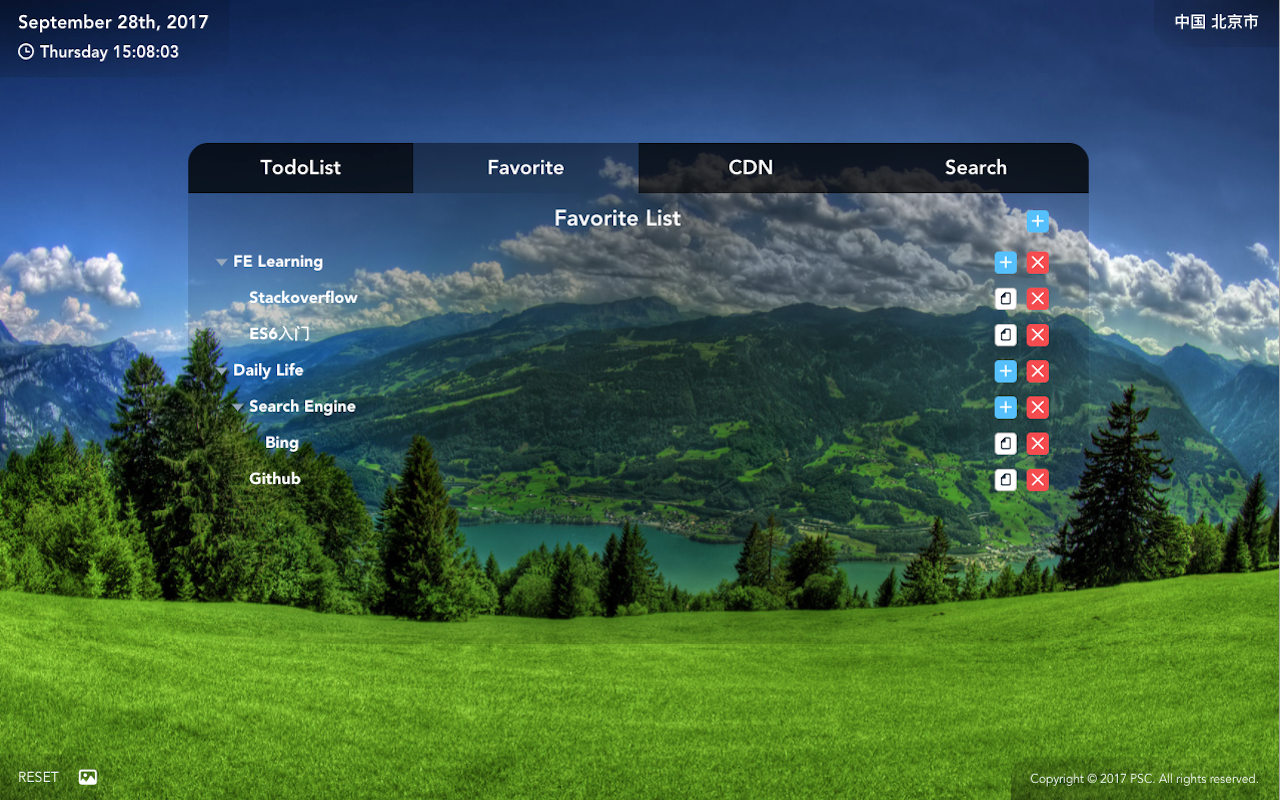 September 28th, 2017
Thursday 15:08:03
中国 北京市
TodoList
Favorite
CDN
Search
Favorite List
FE Learning
Stackoverflow
ES6入门
Daily Life
Search Engine
Bing
Github
RESET
Copyright © 2017 PSC. All rights reserved.